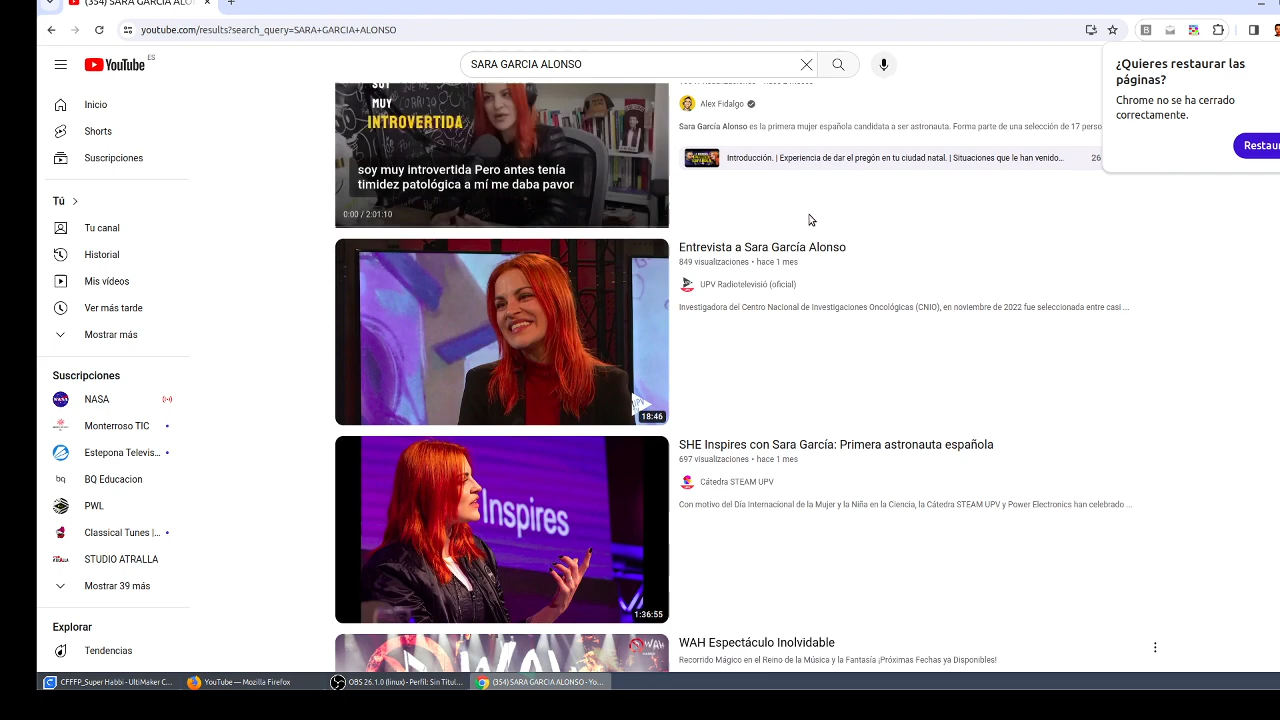 (354) SARA GARCIA ALO
youtube.com/results?search_query=SARA+GARCIA+ALONSO
YouTube ES
SARA GARCIA ALONSO
¿Quieres restaurar las
páginas?
Chrome no se ha cerrado
correctamente.
Restau
Inicio
Shorts
Suscripciones
Tú
Tu canal
Historial
Mis vídeos
Ver más tarde
Mostrar más
Suscripciones
NASA
Monterroso TIC
Estepona Televis...
BQ Educacion
PWL
Classical Tunes |...
STUDIO ATRALLA
Mostrar 39 más
Explorar
Tendencias
SOY
MUY
INTROVERTIDA
soy muy introvertida Pero antes tenía
timidez patológica a mí me daba pavor
0:00 / 2:01:10
Alex Fidalgo
Sara García Alonso es la primera mujer española candidata a ser astronauta. Forma parte de una selección de 17 perso
Introducción. | Experiencia de dar el pregón en tu ciudad natal. | Situaciones que le han venido...
26
18:46
Entrevista a Sara García Alonso
849 visualizaciones • hace 1 mes
UPV Radiotelevisió (oficial)
Investigadora del Centro Nacional de Investigaciones Oncológicas (CNIO), en noviembre de 2022 fue seleccionada entre casi ...
Inspires
1:36:55
SHE Inspires con Sara García: Primera astronauta española
697 visualizaciones • hace 1 mes
Cátedra STEAM UPV
Con motivo del Día Internacional de la Mujer y la Niña en la Ciencia, la Cátedra STEAM UPV y Power Electronics han celebrado ...
WAH
WAH Espectáculo Inolvidable
Recorrido Mágico en el Reino de la Música y la Fantasía ¡Próximas Fechas ya Disponibles!
CFFFP_Super Habbi - UltiMaker C...
YouTube — Mozilla Firefox
OBS 26.1.0 (linux) - Perfil: Sin Titul...
(354) SARA GARCIA ALONSO - Yo...